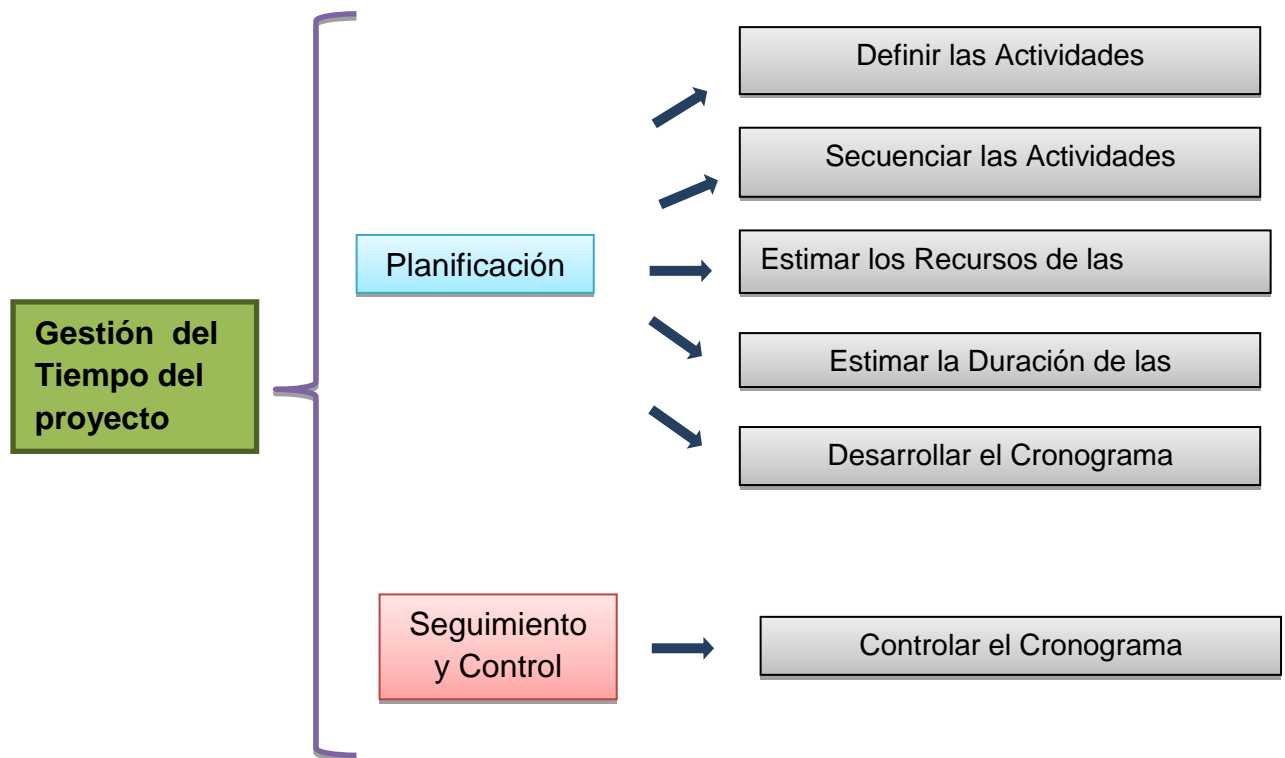 Gestión del
Tiempo del
proyecto
Planificación
Definir las Actividades
Secuenciar las Actividades
Estimar los Recursos de las
Estimar la Duración de las
Desarrollar el Cronograma
Seguimiento
y Control
Controlar el Cronograma